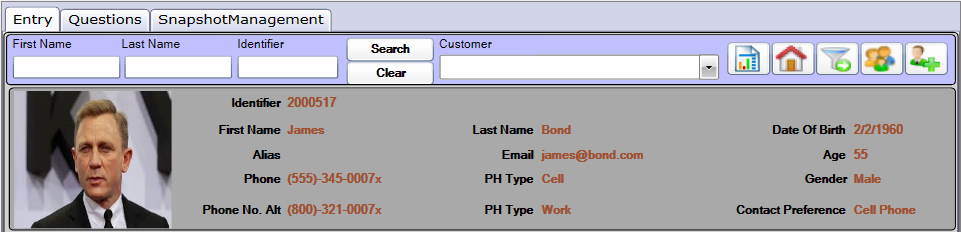 Entry Questions SnapshotManagement
First Name Last Name Identifier Search Customer
Clear
Identifier 2000517
First Name James Last Name Bond Date Of Birth 2/2/1960
Alias Email james@bond.com Age 55
Phone (555)-345-0007x PH Type Cell Gender Male
Phone No. Alt (800)-321-0007x PH Type Work Contact Preference Cell Phone